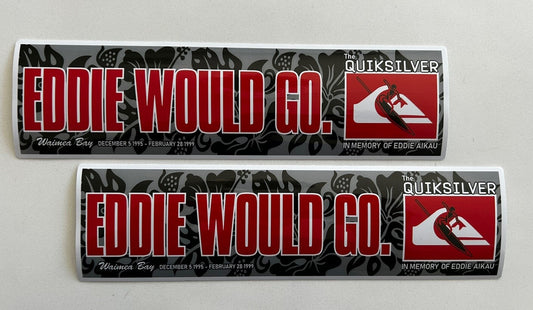 EDDIE WOULD GO.
The
QUIKSILVER
IN MEMORY OF EDDIE AIKAU
Waimea Bay DECEMBER 5 1995 - FEBRUARY 28 1999
EDDIE WOULD GO.
The
QUIKSILVER
IN MEMORY OF EDDIE AIKAU
Waimea Bay DECEMBER 5 1995 - FEBRUARY 28 1999